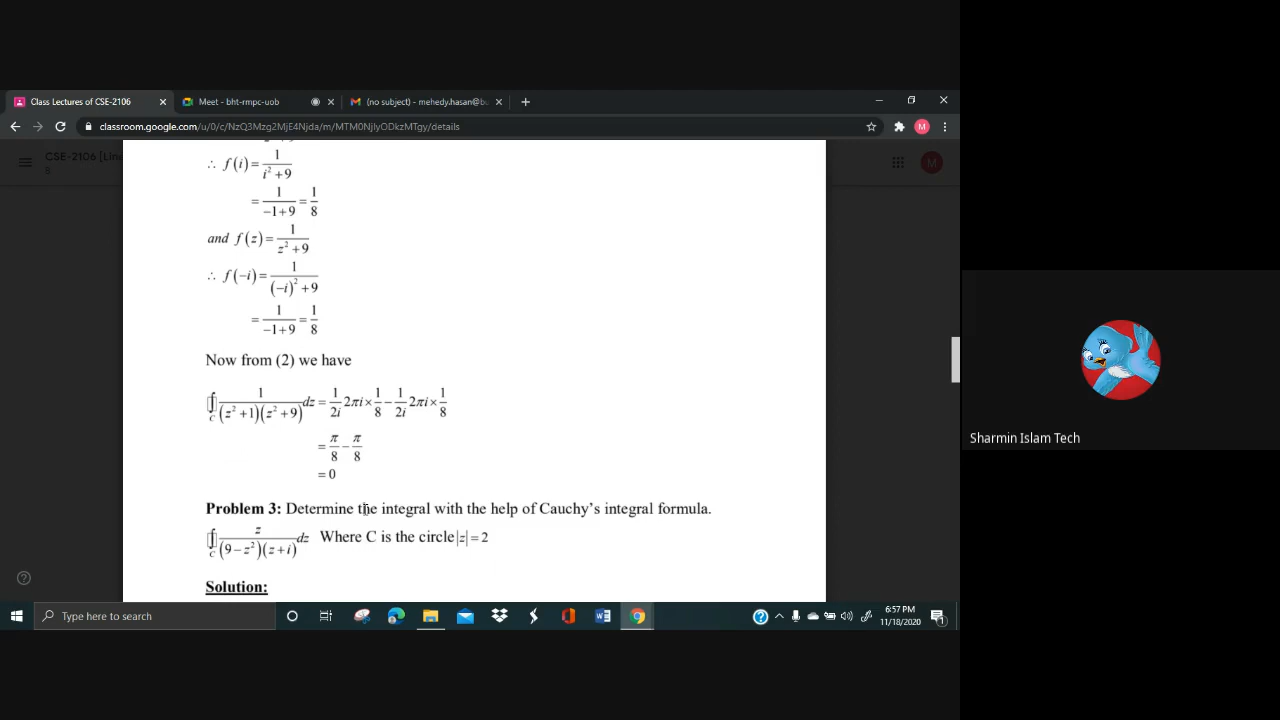 Class Lectures of CSE-2106
Meet - bht-rmpc-uob
(no subject) - mehedy.hasan@bu
classroom.google.com/u/0/c/NzQ3Mzg2MjE4Njda/m/MTM0NjIyODkzMTgy/details
M
CSE-2106 [Lin
8.
M
∴ f(i) = 1/(i² + 9)
= 1/(−1+9) = 1/8
and f(z) = 1/(z² + 9)
∴ f(−i) = 1/((−i)² + 9)
= 1/(−1+9) = 1/8
Now from (2) we have
∮_C 1/((z² + 1)(z² + 9)) dz = 1/2i 2πi × 1/8 − 1/2i 2πi × 1/8
= π/8 − π/8
= 0
Problem 3: Determine the integral with the help of Cauchy's integral formula.
∮_C z/((9 − z²)(z + i)) dz Where C is the circle |z| = 2
Solution:
Sharmin Islam Tech
Type here to search
6:57 PM
11/18/2020
1